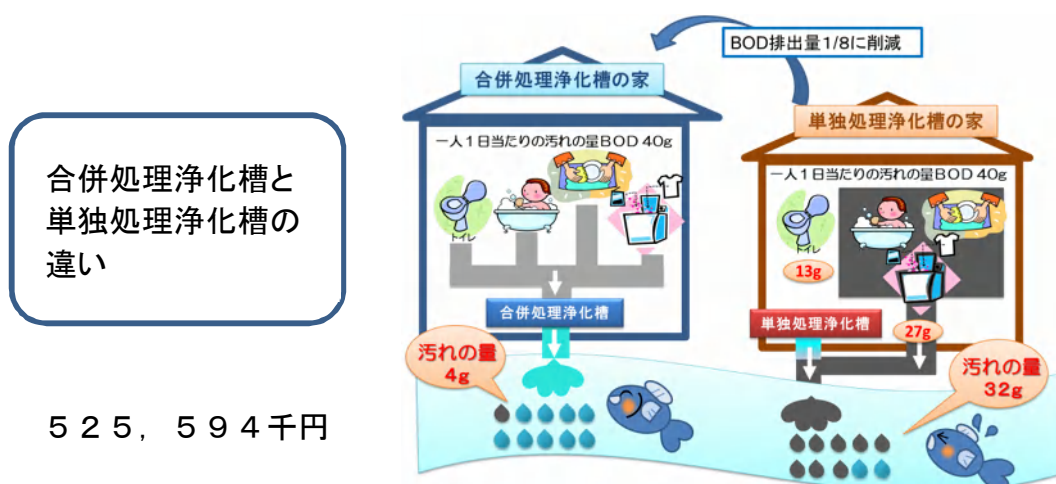 合併処理浄化槽と
単独処理浄化槽の
違い
５２５，５９４千円
BOD排出量1/8に削減
合併処理浄化槽の家
一人１日当たりの汚れの量ＢＯＤ 40g
トイレ
合併処理浄化槽
汚れの量
4g
単独処理浄化槽の家
一人１日当たりの汚れの量ＢＯＤ 40g
トイレ
13g
単独処理浄化槽
27g
汚れの量
32g